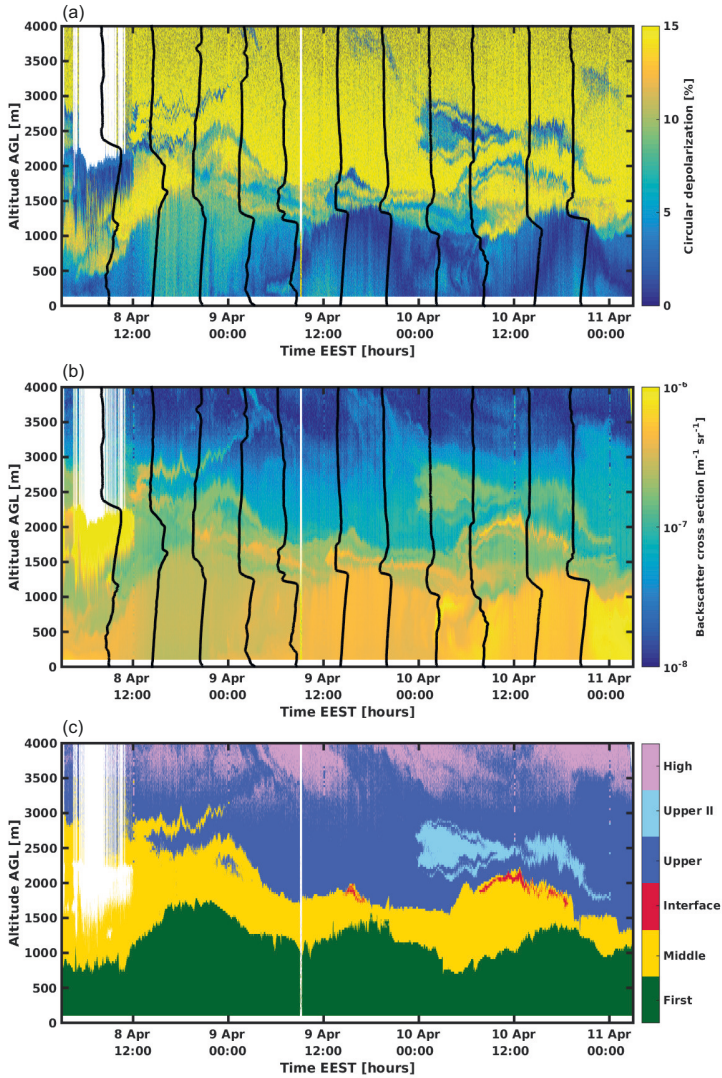 (a)
4000
3500
3000
2500
2000
1500
1000
500
0
Altitude AGL [m]
8 Apr 12:00
9 Apr 00:00
9 Apr 12:00
10 Apr 00:00
10 Apr 12:00
11 Apr 00:00
Time EEST [hours]
15
10
5
0
Circular depolarization [%]
(b)
4000
3500
3000
2500
2000
1500
1000
500
0
Altitude AGL [m]
8 Apr 12:00
9 Apr 00:00
9 Apr 12:00
10 Apr 00:00
10 Apr 12:00
11 Apr 00:00
Time EEST [hours]
10⁻⁶
10⁻⁷
10⁻⁸
Backscatter cross section [m⁻¹ sr⁻¹]
(c)
4000
3500
3000
2500
2000
1500
1000
500
0
Altitude AGL [m]
8 Apr 12:00
9 Apr 00:00
9 Apr 12:00
10 Apr 00:00
10 Apr 12:00
11 Apr 00:00
Time EEST [hours]
High
Upper II
Upper
Interface
Middle
First